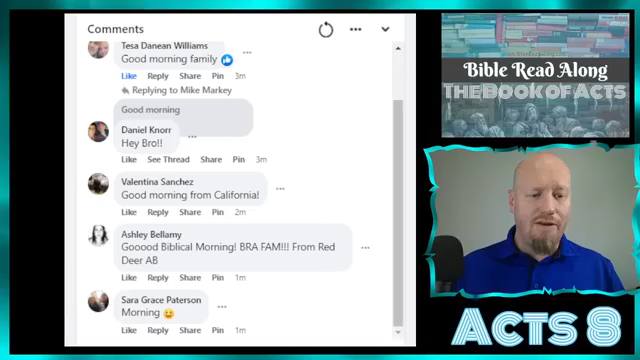 Comments
Tesa Danean Williams
Good morning family
Like Reply Share Pin 3m
Replying to Mike Markey
Good morning
Daniel Knorr
Hey Bro!!
Like See Thread Share Pin 3m
Valentina Sanchez
Good morning from California!
Like Reply Share Pin 2m
Ashley Bellamy
Gooood Biblical Morning! BRA FAM!!! From Red
Deer AB
Like Reply Share Pin 1m
Sara Grace Paterson
Morning
Like Reply Share Pin 1m
Bible Read Along
THE BOOK OF ACTS
ACTS 8